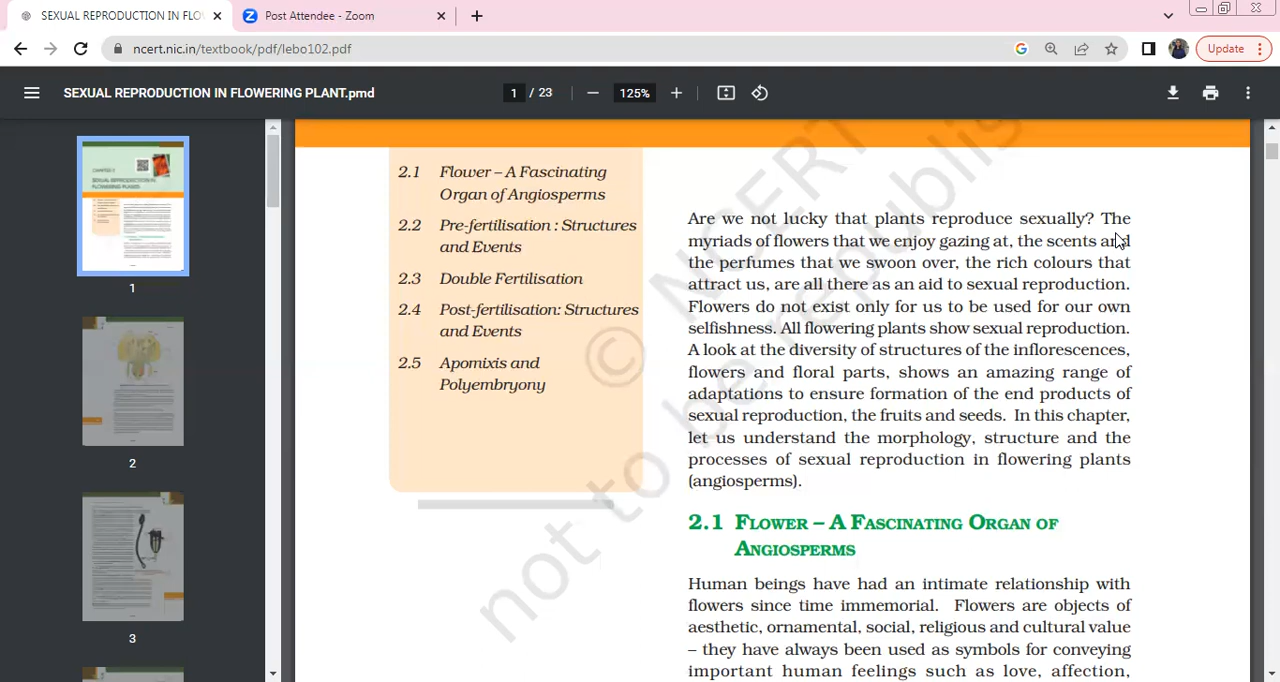 SEXUAL REPRODUCTION IN FLO
Post Attendee - Zoom
ncert.nic.in/textbook/pdf/lebo102.pdf
Update
SEXUAL REPRODUCTION IN FLOWERING PLANT.pmd
1 / 23
125%
1
2
3
2.1 Flower – A Fascinating
Organ of Angiosperms
2.2 Pre-fertilisation : Structures
and Events
2.3 Double Fertilisation
2.4 Post-fertilisation: Structures
and Events
2.5 Apomixis and
Polyembryony
Are we not lucky that plants reproduce sexually? The
myriads of flowers that we enjoy gazing at, the scents and
the perfumes that we swoon over, the rich colours that
attract us, are all there as an aid to sexual reproduction.
Flowers do not exist only for us to be used for our own
selfishness. All flowering plants show sexual reproduction.
A look at the diversity of structures of the inflorescences,
flowers and floral parts, shows an amazing range of
adaptations to ensure formation of the end products of
sexual reproduction, the fruits and seeds. In this chapter,
let us understand the morphology, structure and the
processes of sexual reproduction in flowering plants
(angiosperms).
2.1 FLOWER – A FASCINATING ORGAN OF
ANGIOSPERMS
Human beings have had an intimate relationship with
flowers since time immemorial. Flowers are objects of
aesthetic, ornamental, social, religious and cultural value
– they have always been used as symbols for conveying
important human feelings such as love, affection,
© NCERT
not to be republis